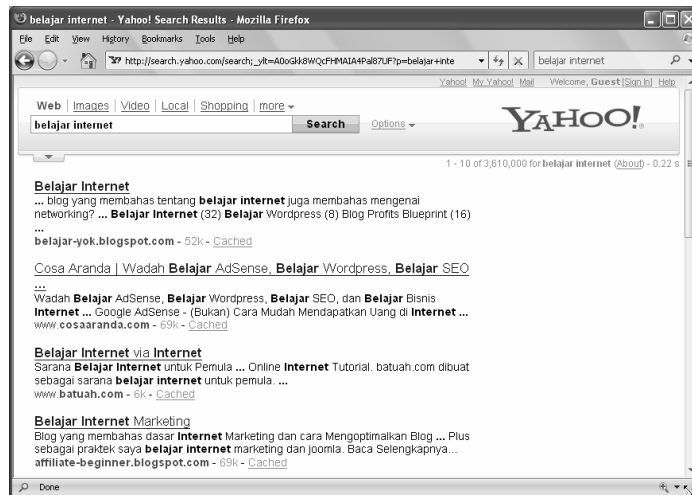 belajar internet - Yahoo! Search Results - Mozilla Firefox
File Edit View History Bookmarks Tools Help
http://search.yahoo.com/search;_ylt=A0oGkk8WQcFHMAIA4Pal87UF?p=belajar+inte
belajar internet
Yahoo! My Yahoo! Mail Welcome, Guest [Sign In] Help
Web | Images | Video | Local | Shopping | more
belajar internet Search Options
YAHOO!
1 - 10 of 3,610,000 for belajar internet (About) - 0.22 s
Belajar Internet
... blog yang membahas tentang belajar internet juga membahas mengenai
networking? ... Belajar Internet (32) Belajar Wordpress (8) Blog Profits Blueprint (16)
...
belajar-yok.blogspot.com - 52k - Cached
Cosa Aranda | Wadah Belajar AdSense, Belajar Wordpress, Belajar SEO
...
Wadah Belajar AdSense, Belajar Wordpress, Belajar SEO, dan Belajar Bisnis
Internet ... Google AdSense - (Bukan) Cara Mudah Mendapatkan Uang di Internet ...
www.cosaaranda.com - 69k - Cached
Belajar Internet via Internet
Sarana Belajar Internet untuk Pemula ... Online Internet Tutorial. batuah.com dibuat
sebagai sarana belajar internet untuk pemula. ...
www.batuah.com - 6k - Cached
Belajar Internet Marketing
Blog yang membahas dasar Internet Marketing dan cara Mengoptimalkan Blog ... Plus
sebagai praktek saya belajar internet marketing dan joomla. Baca Selengkapnya...
affiliate-beginner.blogspot.com - 69k - Cached
Done